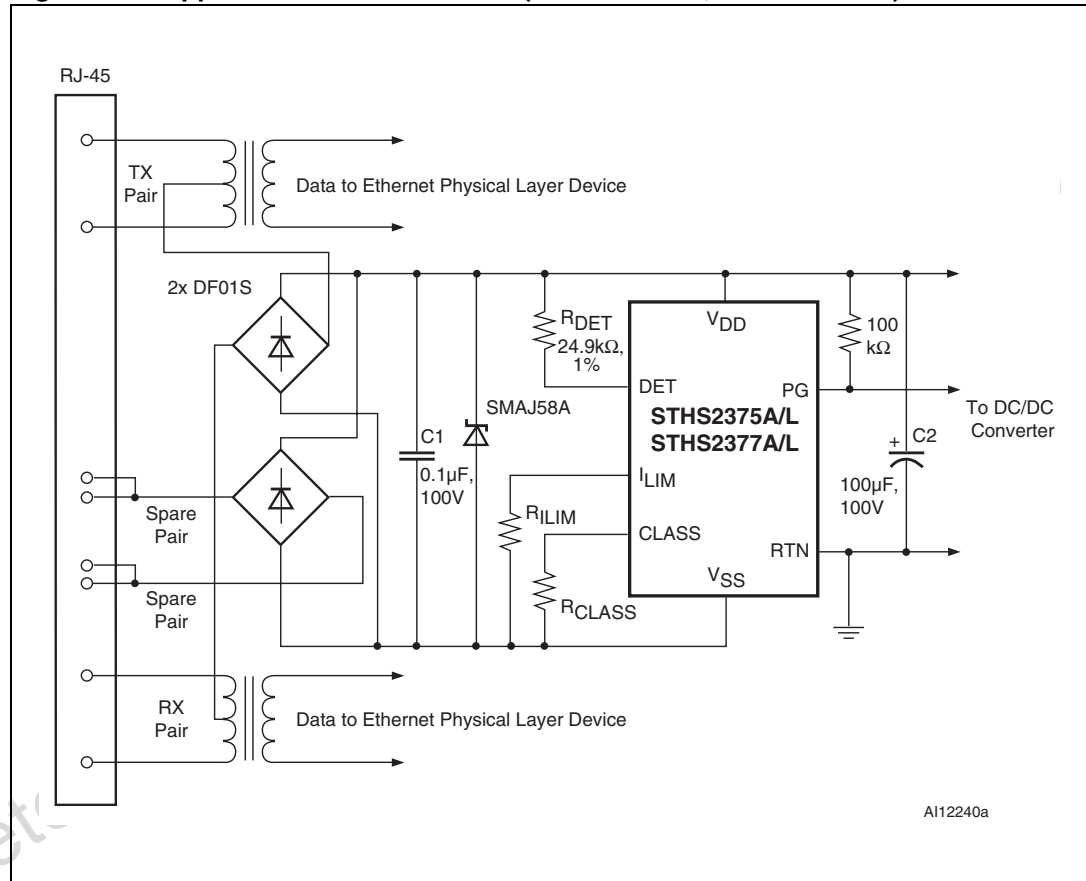 RJ-45
TX
Pair
Data to Ethernet Physical Layer Device
2x DF01S
RDET
24.9kΩ,
1%
VDD
100
kΩ
DET
PG
STHS2375A/L
STHS2377A/L
To DC/DC
Converter
SMAJ58A
C1
0.1µF,
100V
+ C2
100µF,
100V
ILIM
RILIM
CLASS
RTN
VSS
RCLASS
Spare
Pair
Spare
Pair
RX
Pair
Data to Ethernet Physical Layer Device
AI12240a